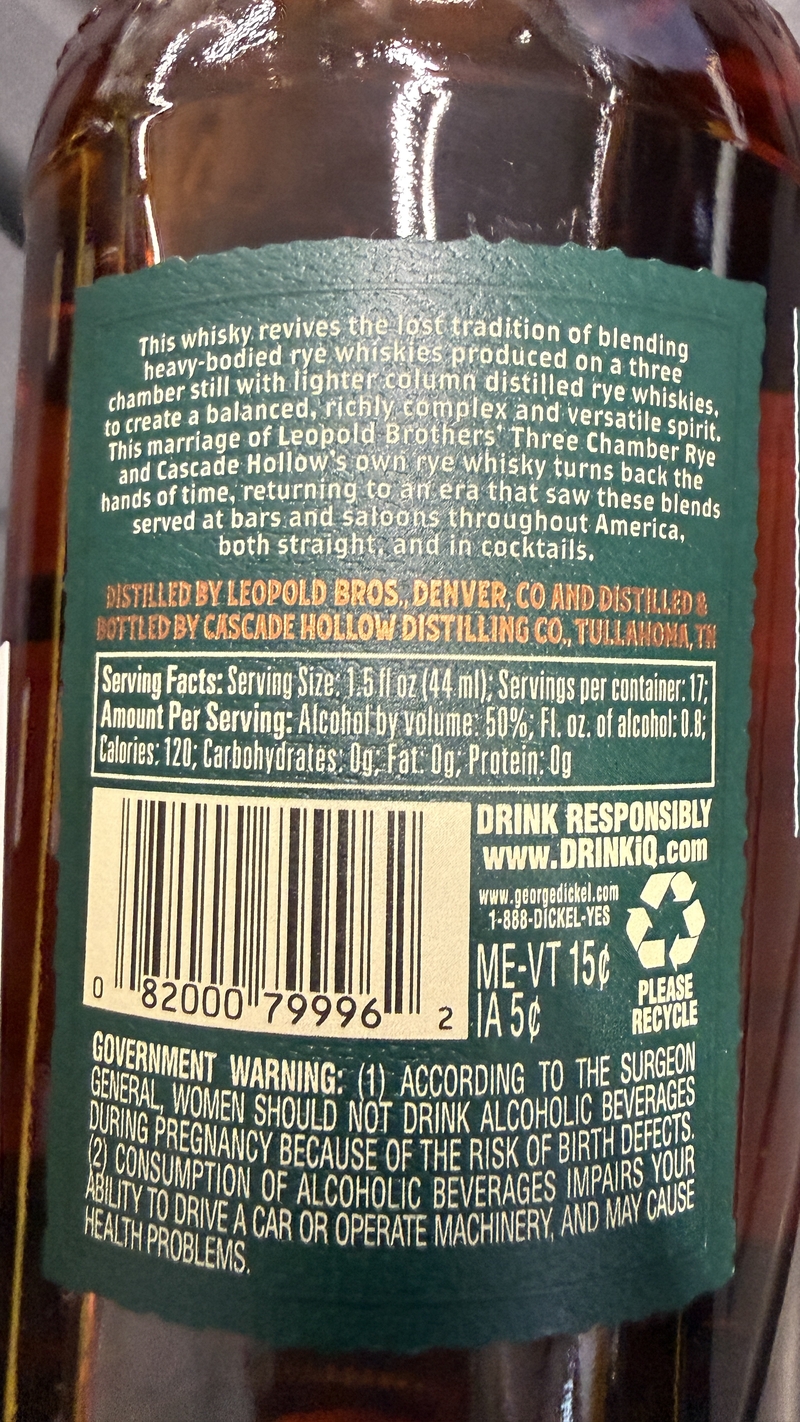 This whisky revives the lost tradition of blending
heavy-bodied rye whiskies produced on a three
chamber still with lighter column distilled rye whiskies,
to create a balanced, richly complex and versatile spirit.
This marriage of Leopold Brothers' Three Chamber Rye
and Cascade Hollow's own rye whisky turns back the
hands of time, returning to an era that saw these blends
served at bars and saloons throughout America,
both straight, and in cocktails.
DISTILLED BY LEOPOLD BROS., DENVER, CO AND DISTILLED &
BOTTLED BY CASCADE HOLLOW DISTILLING CO., TULLAHOMA, TN
Serving Facts: Serving Size: 1.5 fl oz (44 ml); Servings per container: 17;
Amount Per Serving: Alcohol by volume: 50%; Fl. oz. of alcohol: 0.8;
Calories: 120; Carbohydrates: 0g; Fat: 0g; Protein: 0g
DRINK RESPONSIBLY
www.DRINKiQ.com
www.georgedickel.com
1-888-DICKEL-YES
ME-VT 15¢
IA 5¢
PLEASE
RECYCLE
0 82000 79996 2
GOVERNMENT WARNING: (1) ACCORDING TO THE SURGEON
GENERAL, WOMEN SHOULD NOT DRINK ALCOHOLIC BEVERAGES
DURING PREGNANCY BECAUSE OF THE RISK OF BIRTH DEFECTS.
(2) CONSUMPTION OF ALCOHOLIC BEVERAGES IMPAIRS YOUR
ABILITY TO DRIVE A CAR OR OPERATE MACHINERY, AND MAY CAUSE
HEALTH PROBLEMS.